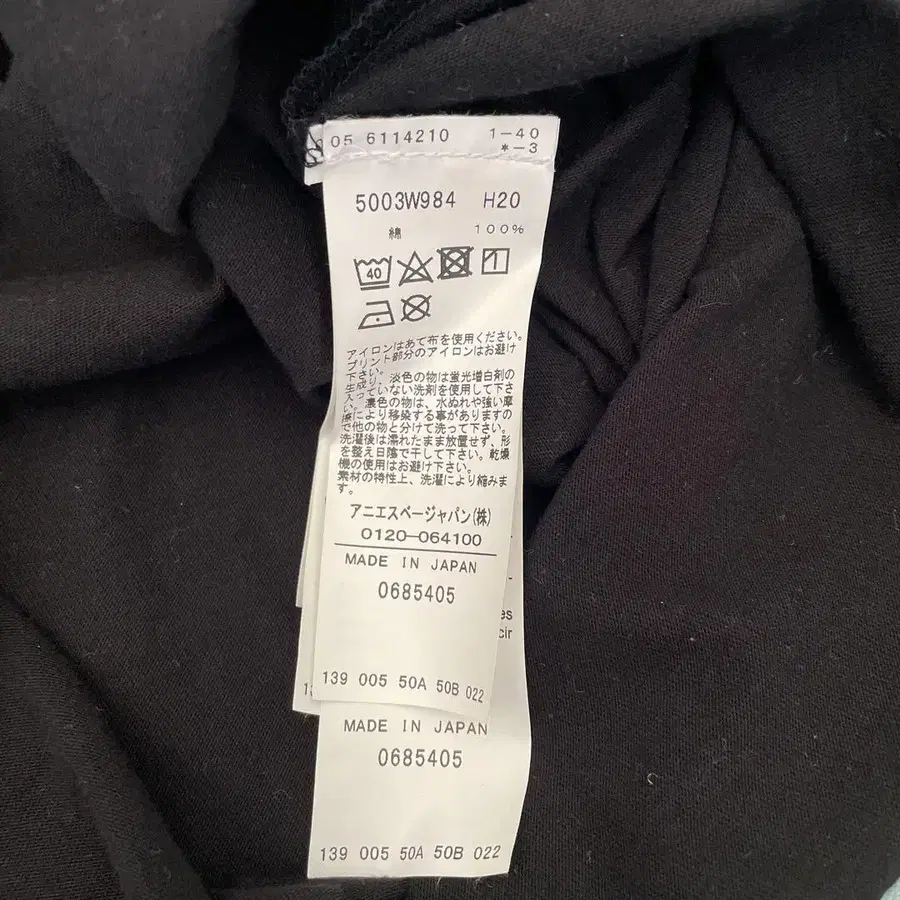 05 6114210 1-40
*-3
5003W984 H20
綿 100%
40
アイロンはあて布を使用ください。
プリント部分のアイロンはお避け
下さい。
生成り、淡色の物は蛍光増白剤の
入っていない洗剤を使用して下さ
い。濃色の物は、水ぬれや強い摩
擦により移染する事がありますの
で他の物と分けて洗って下さい。
洗濯後は濡れたまま放置せず、形
を整え日陰で干して下さい。乾燥
機の使用はお避け下さい。
素材の特性上、洗濯により縮みま
す。
アニエスベージャパン(株)
0120-064100
MADE IN JAPAN
0685405
es
cir
139 005 50A 50B 022
MADE IN JAPAN
0685405
139 005 50A 50B 022